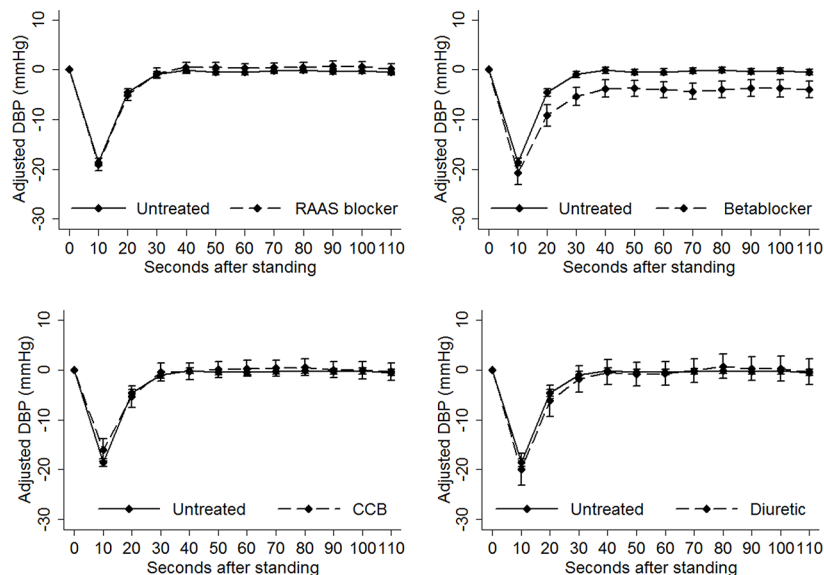 Adjusted DBP (mmHg)
10
0
-10
-20
-30
Untreated RAAS blocker
0 10 20 30 40 50 60 70 80 90 100 110
Seconds after standing
Adjusted DBP (mmHg)
10
0
-10
-20
-30
Untreated Betablocker
0 10 20 30 40 50 60 70 80 90 100 110
Seconds after standing
Adjusted DBP (mmHg)
10
0
-10
-20
-30
Untreated CCB
0 10 20 30 40 50 60 70 80 90 100 110
Seconds after standing
Adjusted DBP (mmHg)
10
0
-10
-20
-30
Untreated Diuretic
0 10 20 30 40 50 60 70 80 90 100 110
Seconds after standing